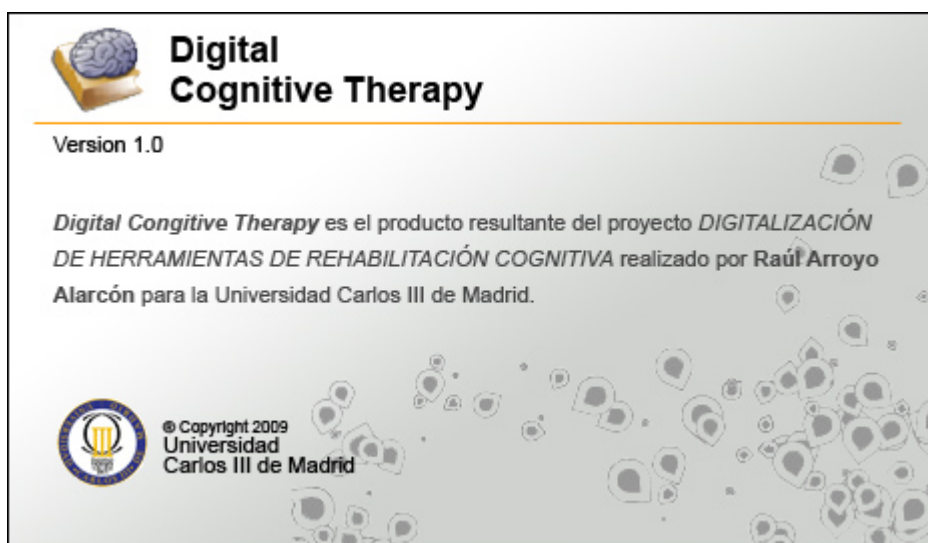 Digital
Cognitive Therapy
Version 1.0
Digital Congitive Therapy es el producto resultante del proyecto DIGITALIZACIÓN
DE HERRAMIENTAS DE REHABILITACIÓN COGNITIVA realizado por Raúl Arroyo
Alarcón para la Universidad Carlos III de Madrid.
® Copyright 2009
Universidad
Carlos III de Madrid